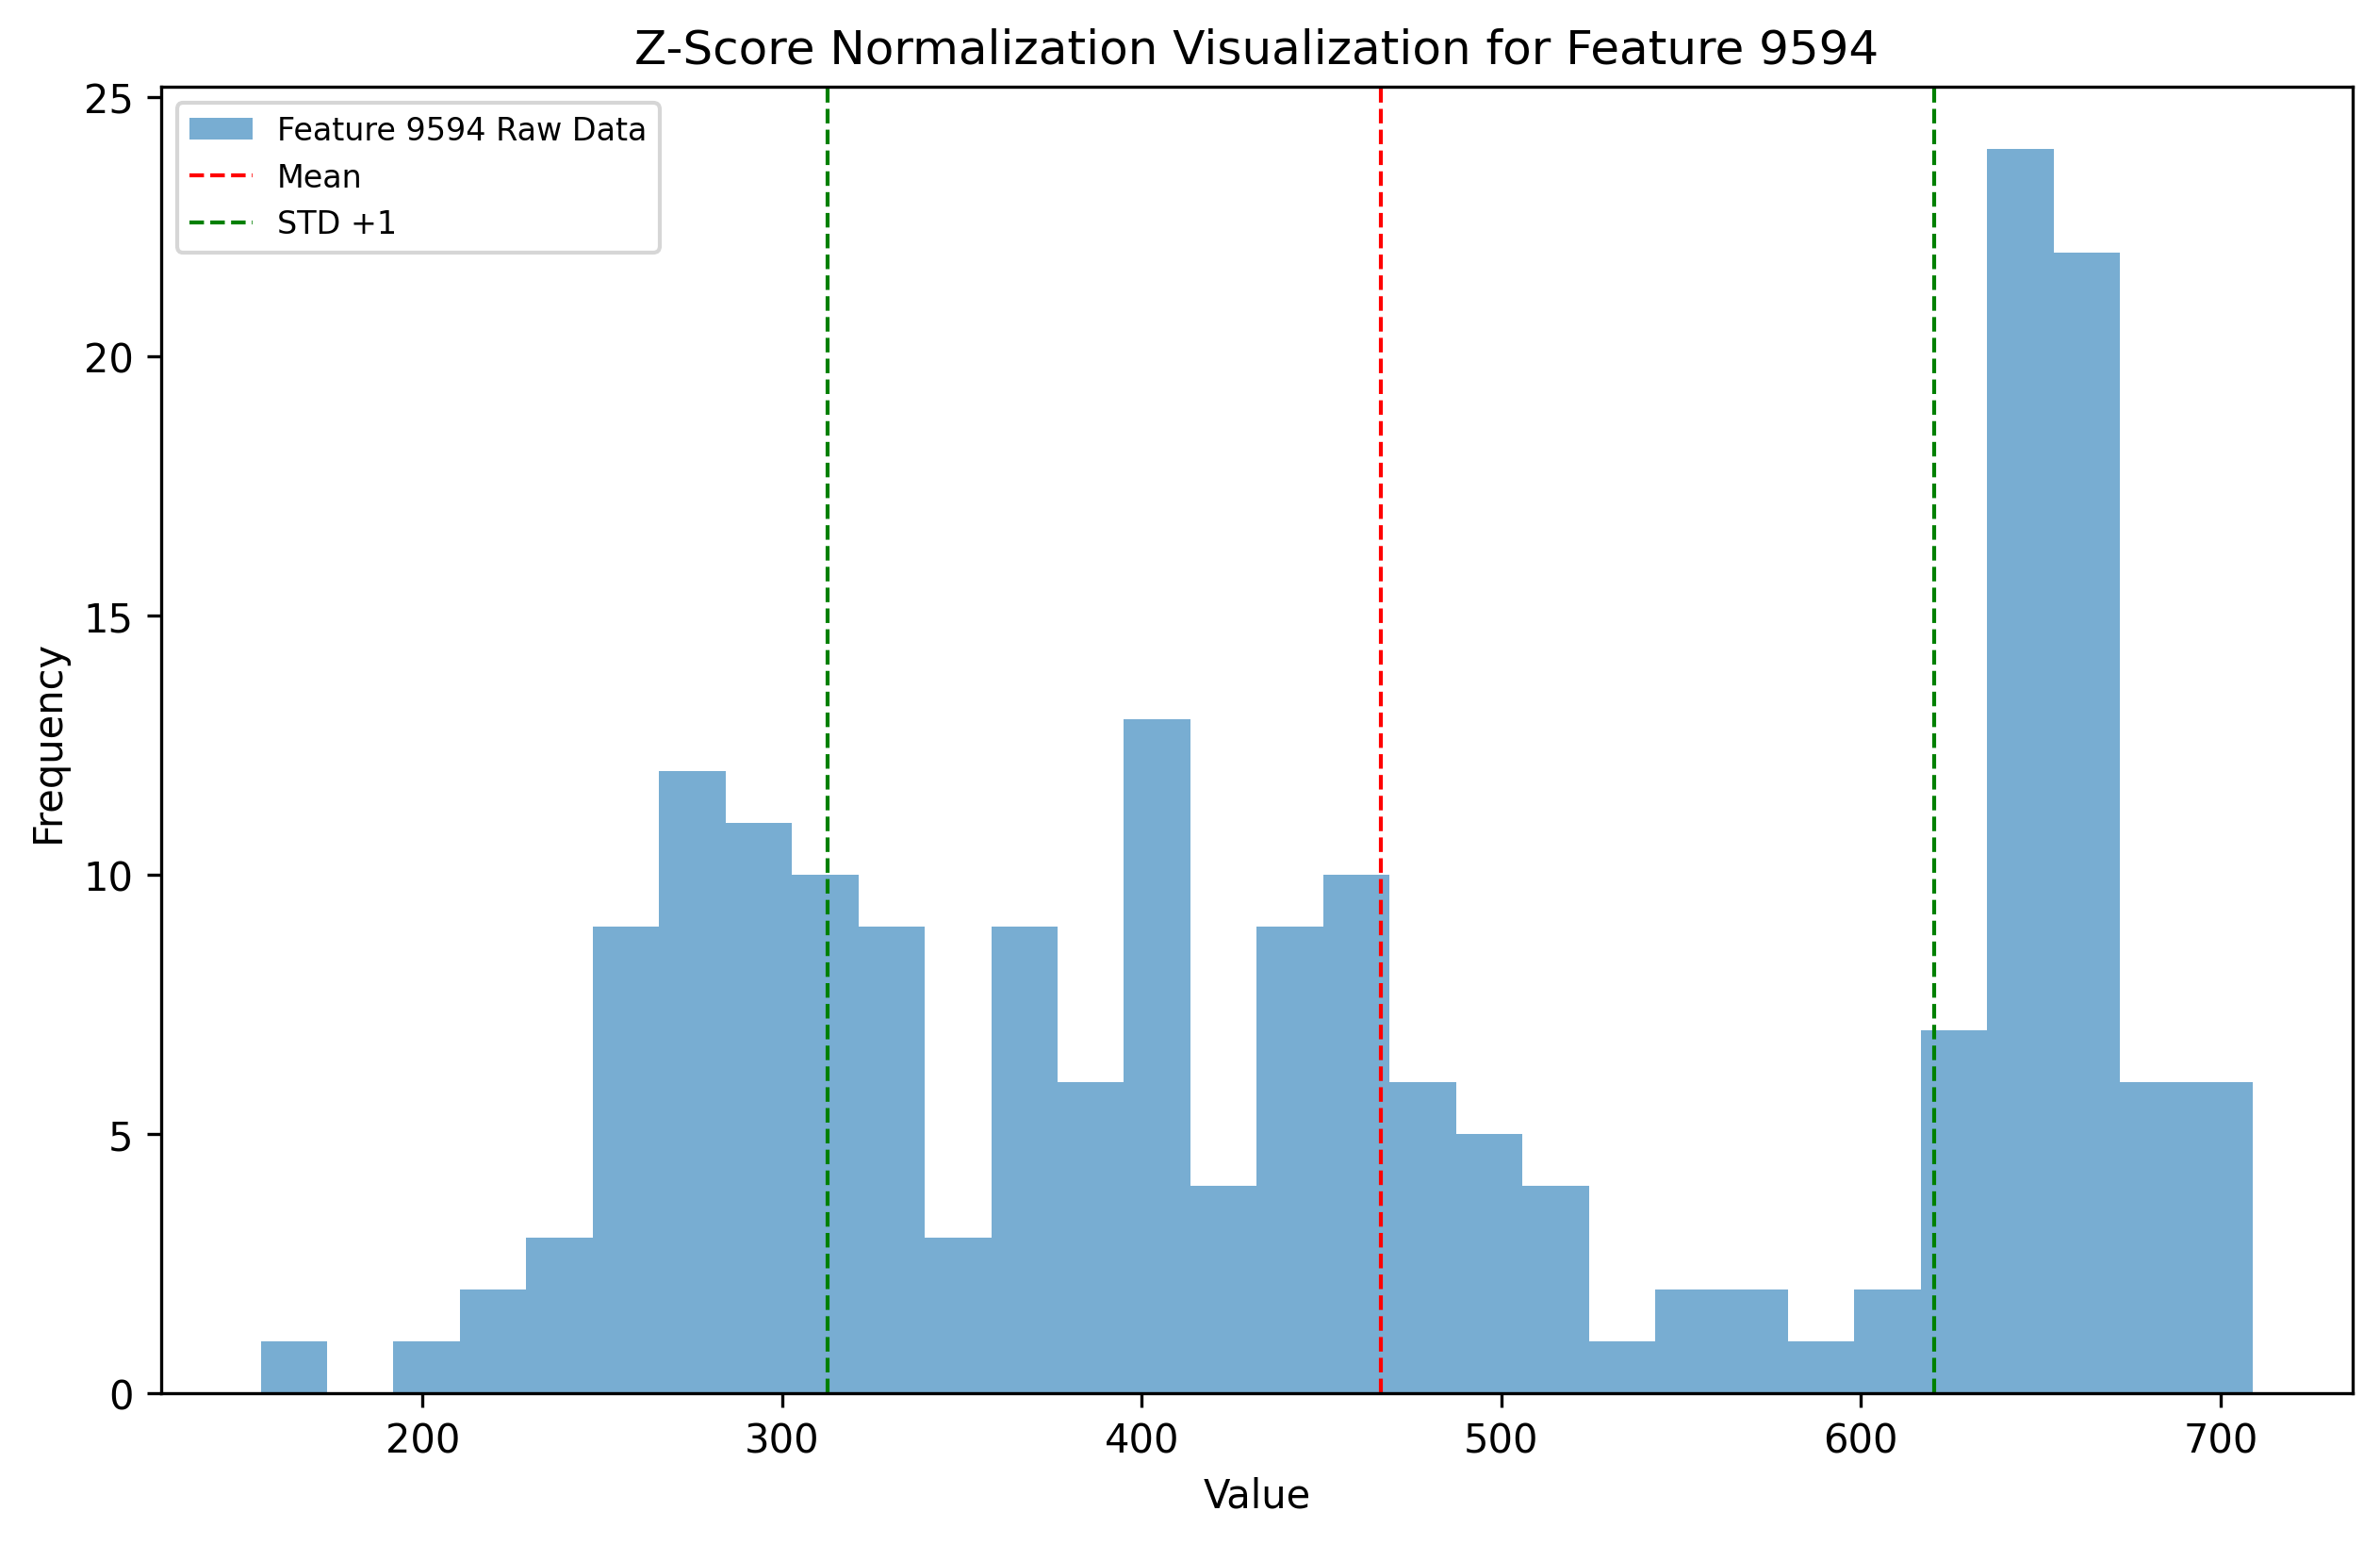 Z-Score Normalization Visualization for Feature 9594
Feature 9594 Raw Data
Mean
STD +1
Frequency
25
20
15
10
5
0
200 300 400 500 600 700
Value